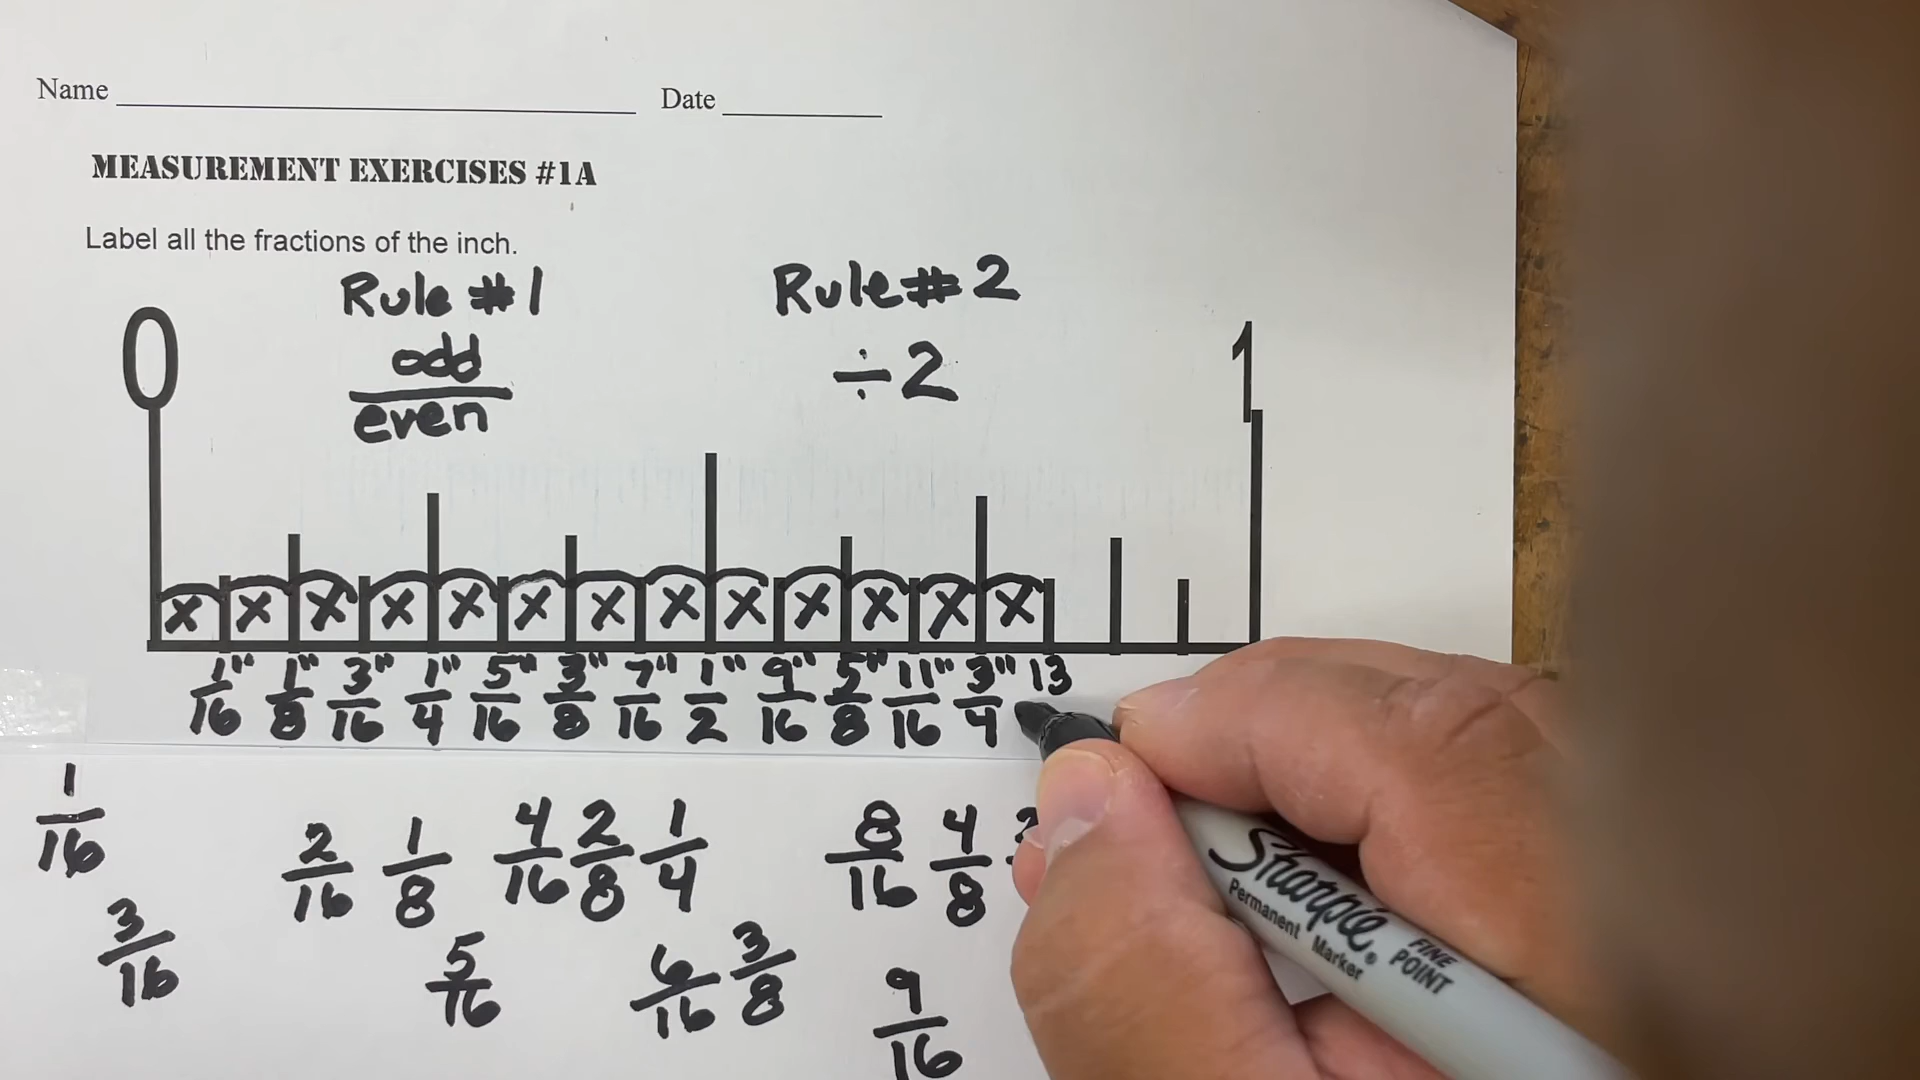 Name Date
MEASUREMENT EXERCISES #1A
Label all the fractions of the inch.
Rule #1 Rule #2
odd/even ÷2
0 1
X X X X X X X X X X X X X
1"/16 1"/8 3"/16 1"/4 5"/16 3"/8 7"/16 1"/2 9"/16 5"/8 11"/16 3"/4 13
1/16 2/16 1/8 4/16 2/8 1/4 8/16 4/8
3/16 5/16 6/16 3/8 9/16
Sharpie®
Permanent Marker
FINE POINT